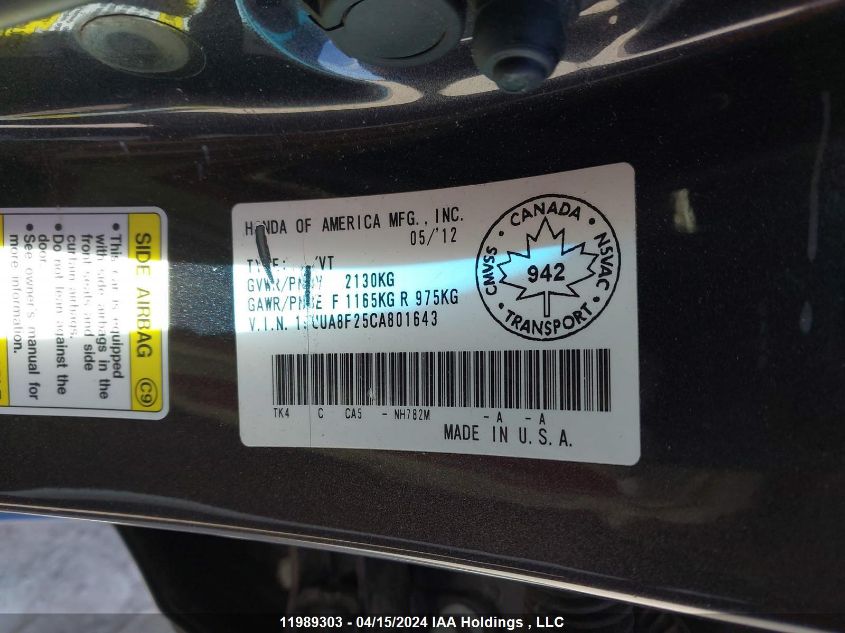 HONDA OF AMERICA MFG., INC.
05/'12
TYPE: /VT
GVWR/PNBV 2130KG
GAWR/PNBE F 1165KG R 975KG
V.I.N. UA8F25CA801643
TK4 C CA5 - NH782M -A -A
MADE IN U.S.A.
CANADA
CMVSS
942
NSVAC
TRANSPORT
SIDE AIRBAG C9
• This car is equipped
with side airbags in the
front seats and side
curtain airbags.
• Do not lean against the
door.
• See owner's manual for
more information.
11989303 - 04/15/2024 IAA Holdings , LLC